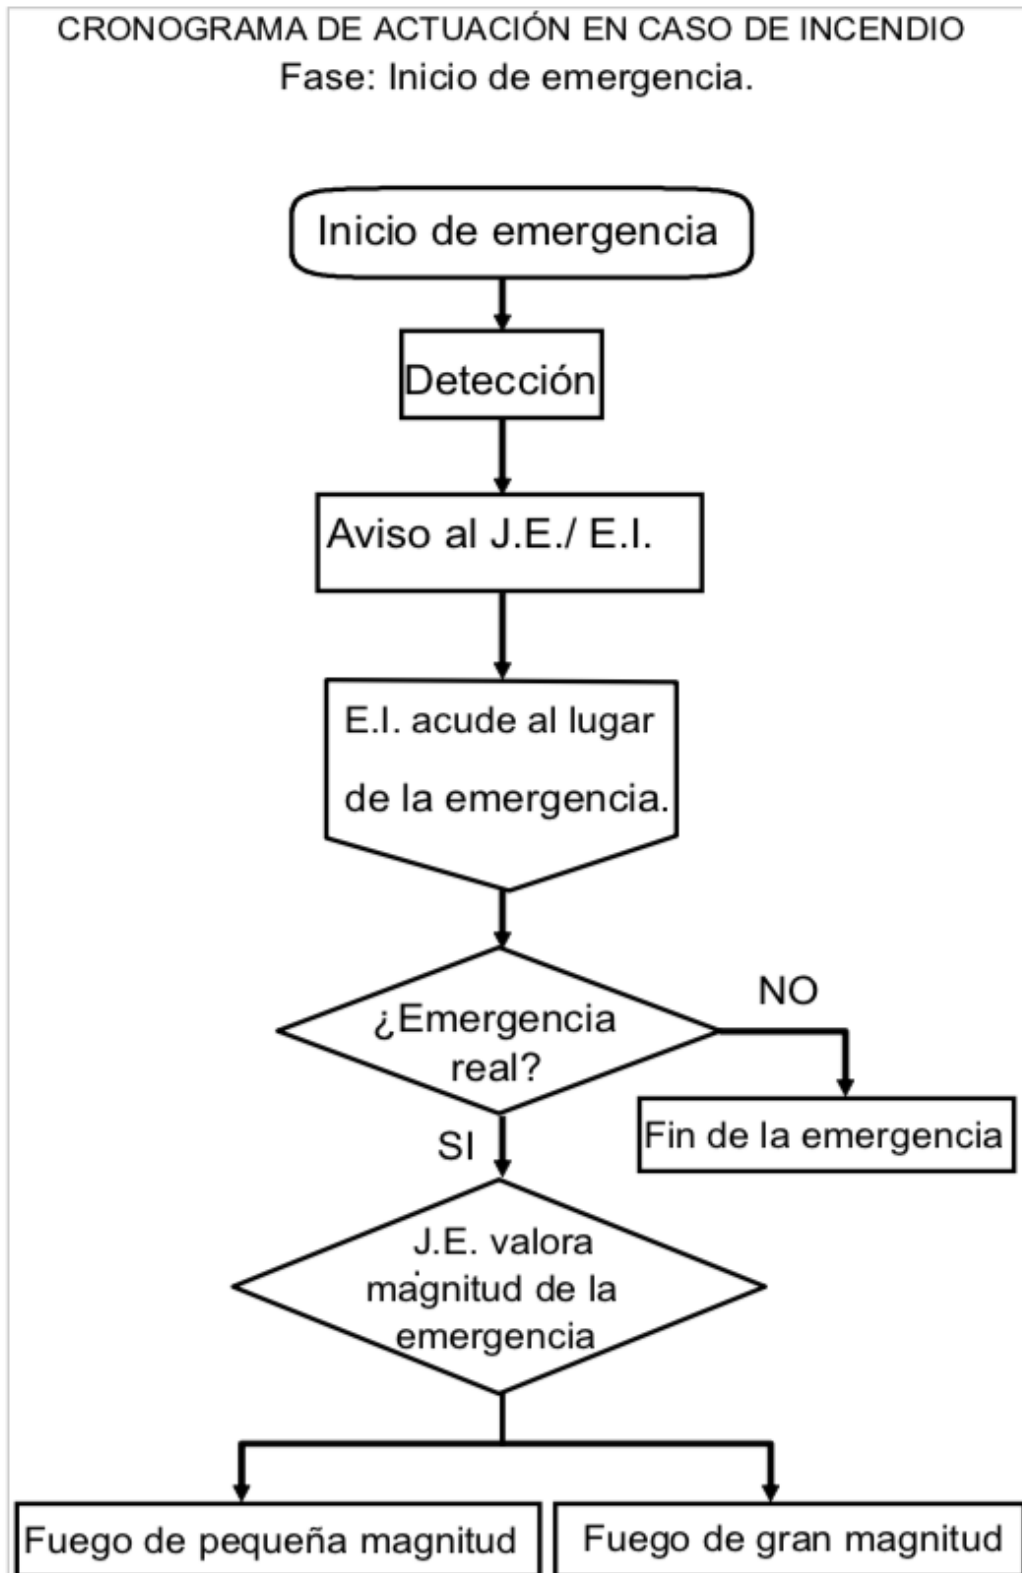 CRONOGRAMA DE ACTUACIÓN EN CASO DE INCENDIO
Fase: Inicio de emergencia.
Inicio de emergencia
Detección
Aviso al J.E./ E.I.
E.I. acude al lugar
de la emergencia.
¿Emergencia
real?
NO
Fin de la emergencia
SI
J.E. valora
magnitud de la
emergencia
Fuego de pequeña magnitud
Fuego de gran magnitud